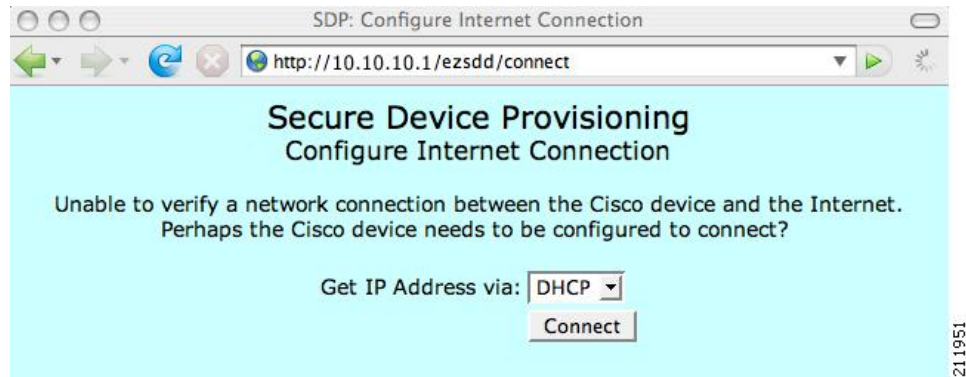 SDP: Configure Internet Connection
http://10.10.10.1/ezsdd/connect
Secure Device Provisioning
Configure Internet Connection
Unable to verify a network connection between the Cisco device and the Internet.
Perhaps the Cisco device needs to be configured to connect?
Get IP Address via: DHCP
Connect
211951